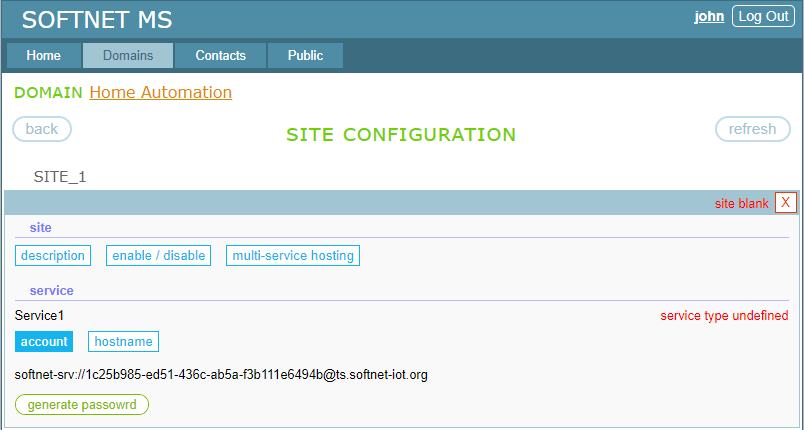 SOFTNET MS
john Log Out
Home Domains Contacts Public
DOMAIN Home Automation
back SITE CONFIGURATION refresh
SITE_1
site blank X
site
description enable / disable multi-service hosting
service
Service1 service type undefined
account hostname
softnet-srv://1c25b985-ed51-436c-ab5a-f3b111e6494b@ts.softnet-iot.org
generate passowrd